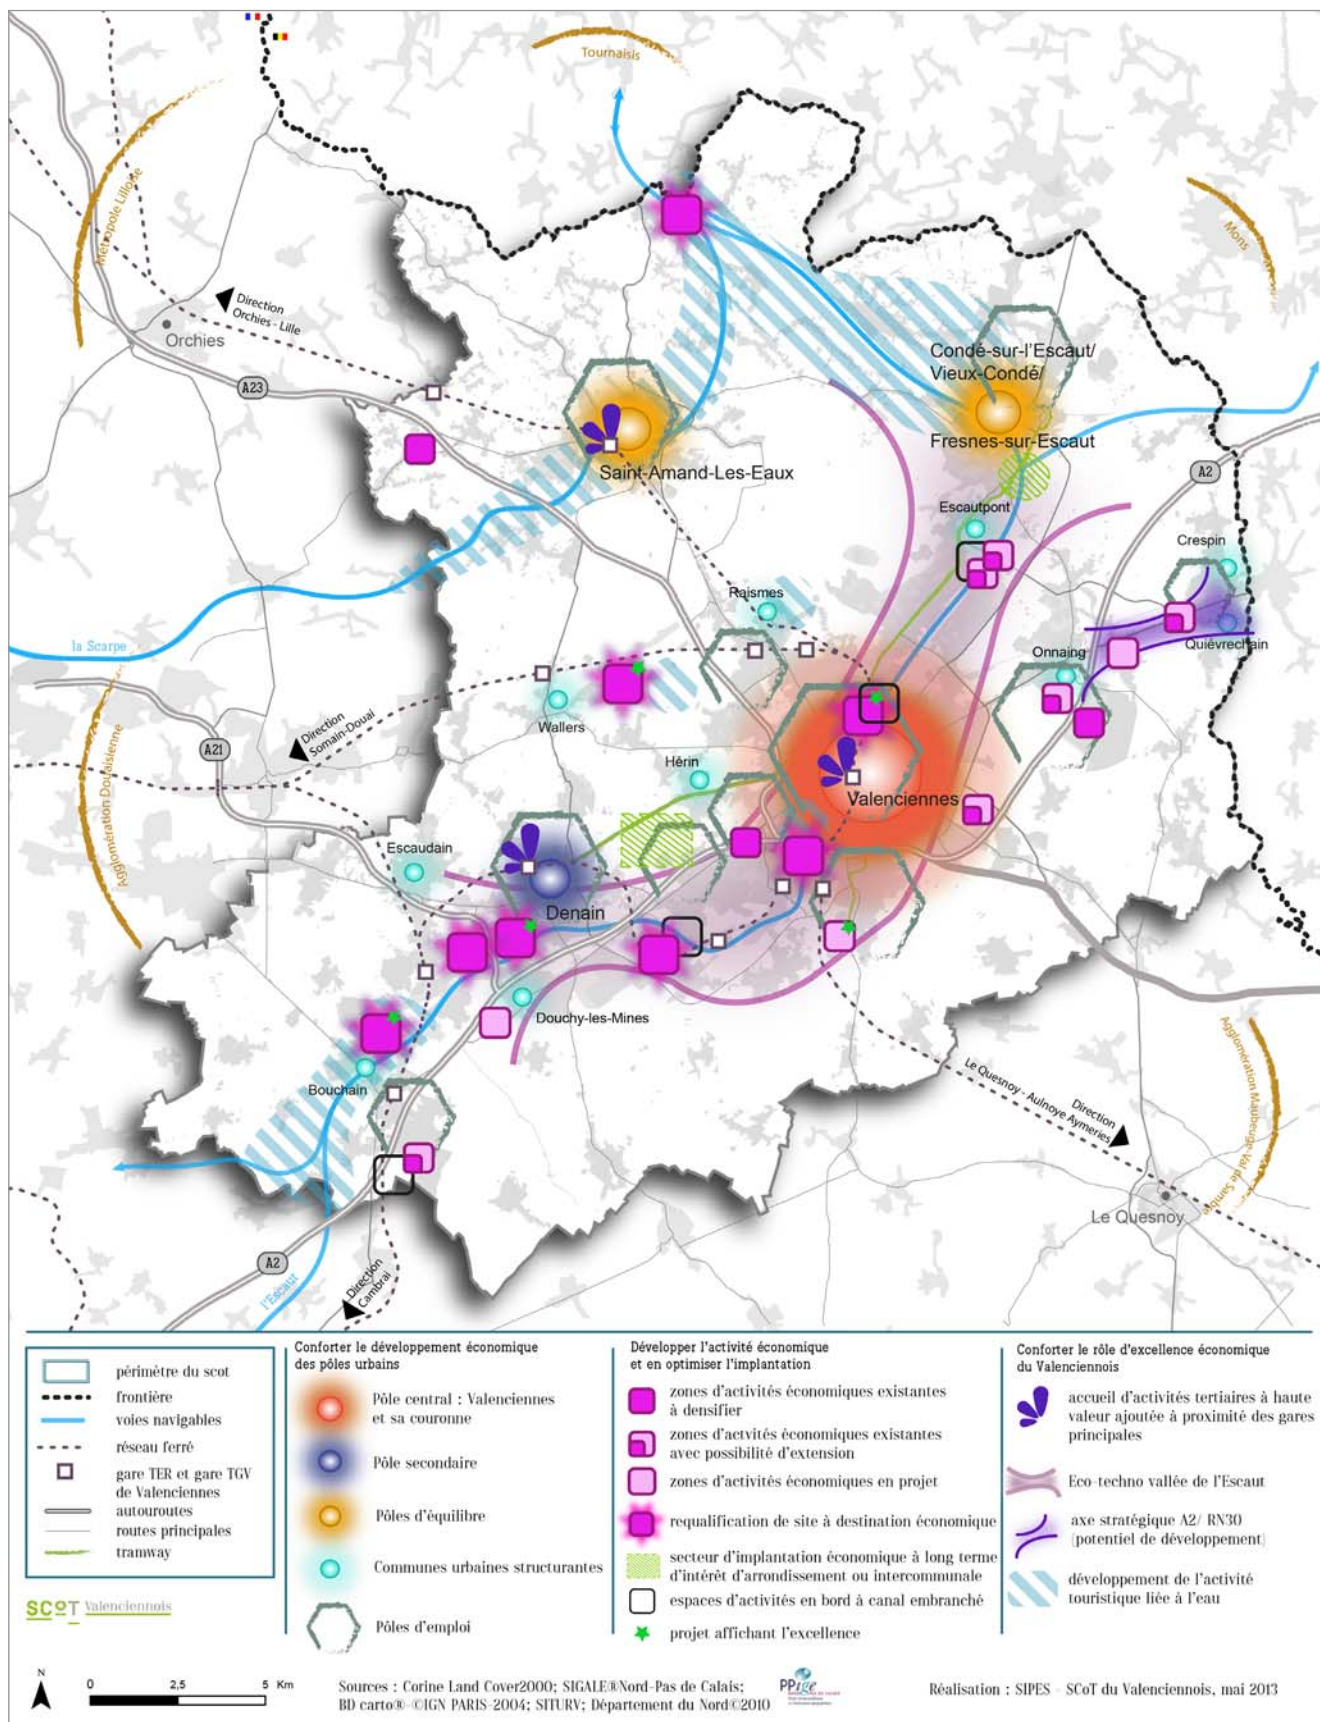 Tournaisis
Métropole Lilloise
Mons
Direction
Orchies - Lille
Orchies
A23
Condé-sur-l'Escaut/
Vieux-Condé/
Fresnes-sur-Escaut
Saint-Amand-Les-Eaux
A2
Escautpont
Crespin
Raismes
Quiévrechain
Onnaing
la Scarpe
Wallers
Direction
Somain-Douai
A21
Hérin
Valenciennes
Agglomération Douaisienne
Escaudain
Denain
Douchy-les-Mines
Bouchain
Le Quesnoy - Aulnoye Aymeries
Direction
Agglomération Maubeuge-Val de Sambre
Le Quesnoy
A2
l'Escaut
Direction
Cambrai
périmètre du scot
frontière
voies navigables
réseau ferré
gare TER et gare TGV
de Valenciennes
autouroutes
routes principales
tramway
SCOT Valenciennois
Conforter le développement économique
des pôles urbains
Pôle central : Valenciennes
et sa couronne
Pôle secondaire
Pôles d'équilibre
Communes urbaines structurantes
Pôles d'emploi
Développer l'activité économique
et en optimiser l'implantation
zones d'activités économiques existantes
à densifier
zones d'actvités économiques existantes
avec possibilité d'extension
zones d'activités économiques en projet
requalification de site à destination économique
secteur d'implantation économique à long terme
d'intérêt d'arrondissement ou intercommunale
espaces d'activités en bord à canal embranché
projet affichant l'excellence
Conforter le rôle d'excellence économique
du Valenciennois
accueil d'activités tertiaires à haute
valeur ajoutée à proximité des gares
principales
Eco-techno vallée de l'Escaut
axe stratégique A2/ RN30
(potentiel de développement)
développement de l'activité
touristique liée à l'eau
N
0 2,5 5 Km
Sources : Corine Land Cover2000; SIGALE®Nord-Pas de Calais;
BD carto®-©IGN PARIS-2004; SITURV; Département du Nord©2010
PPige
Réalisation : SIPES - SCoT du Valenciennois, mai 2013